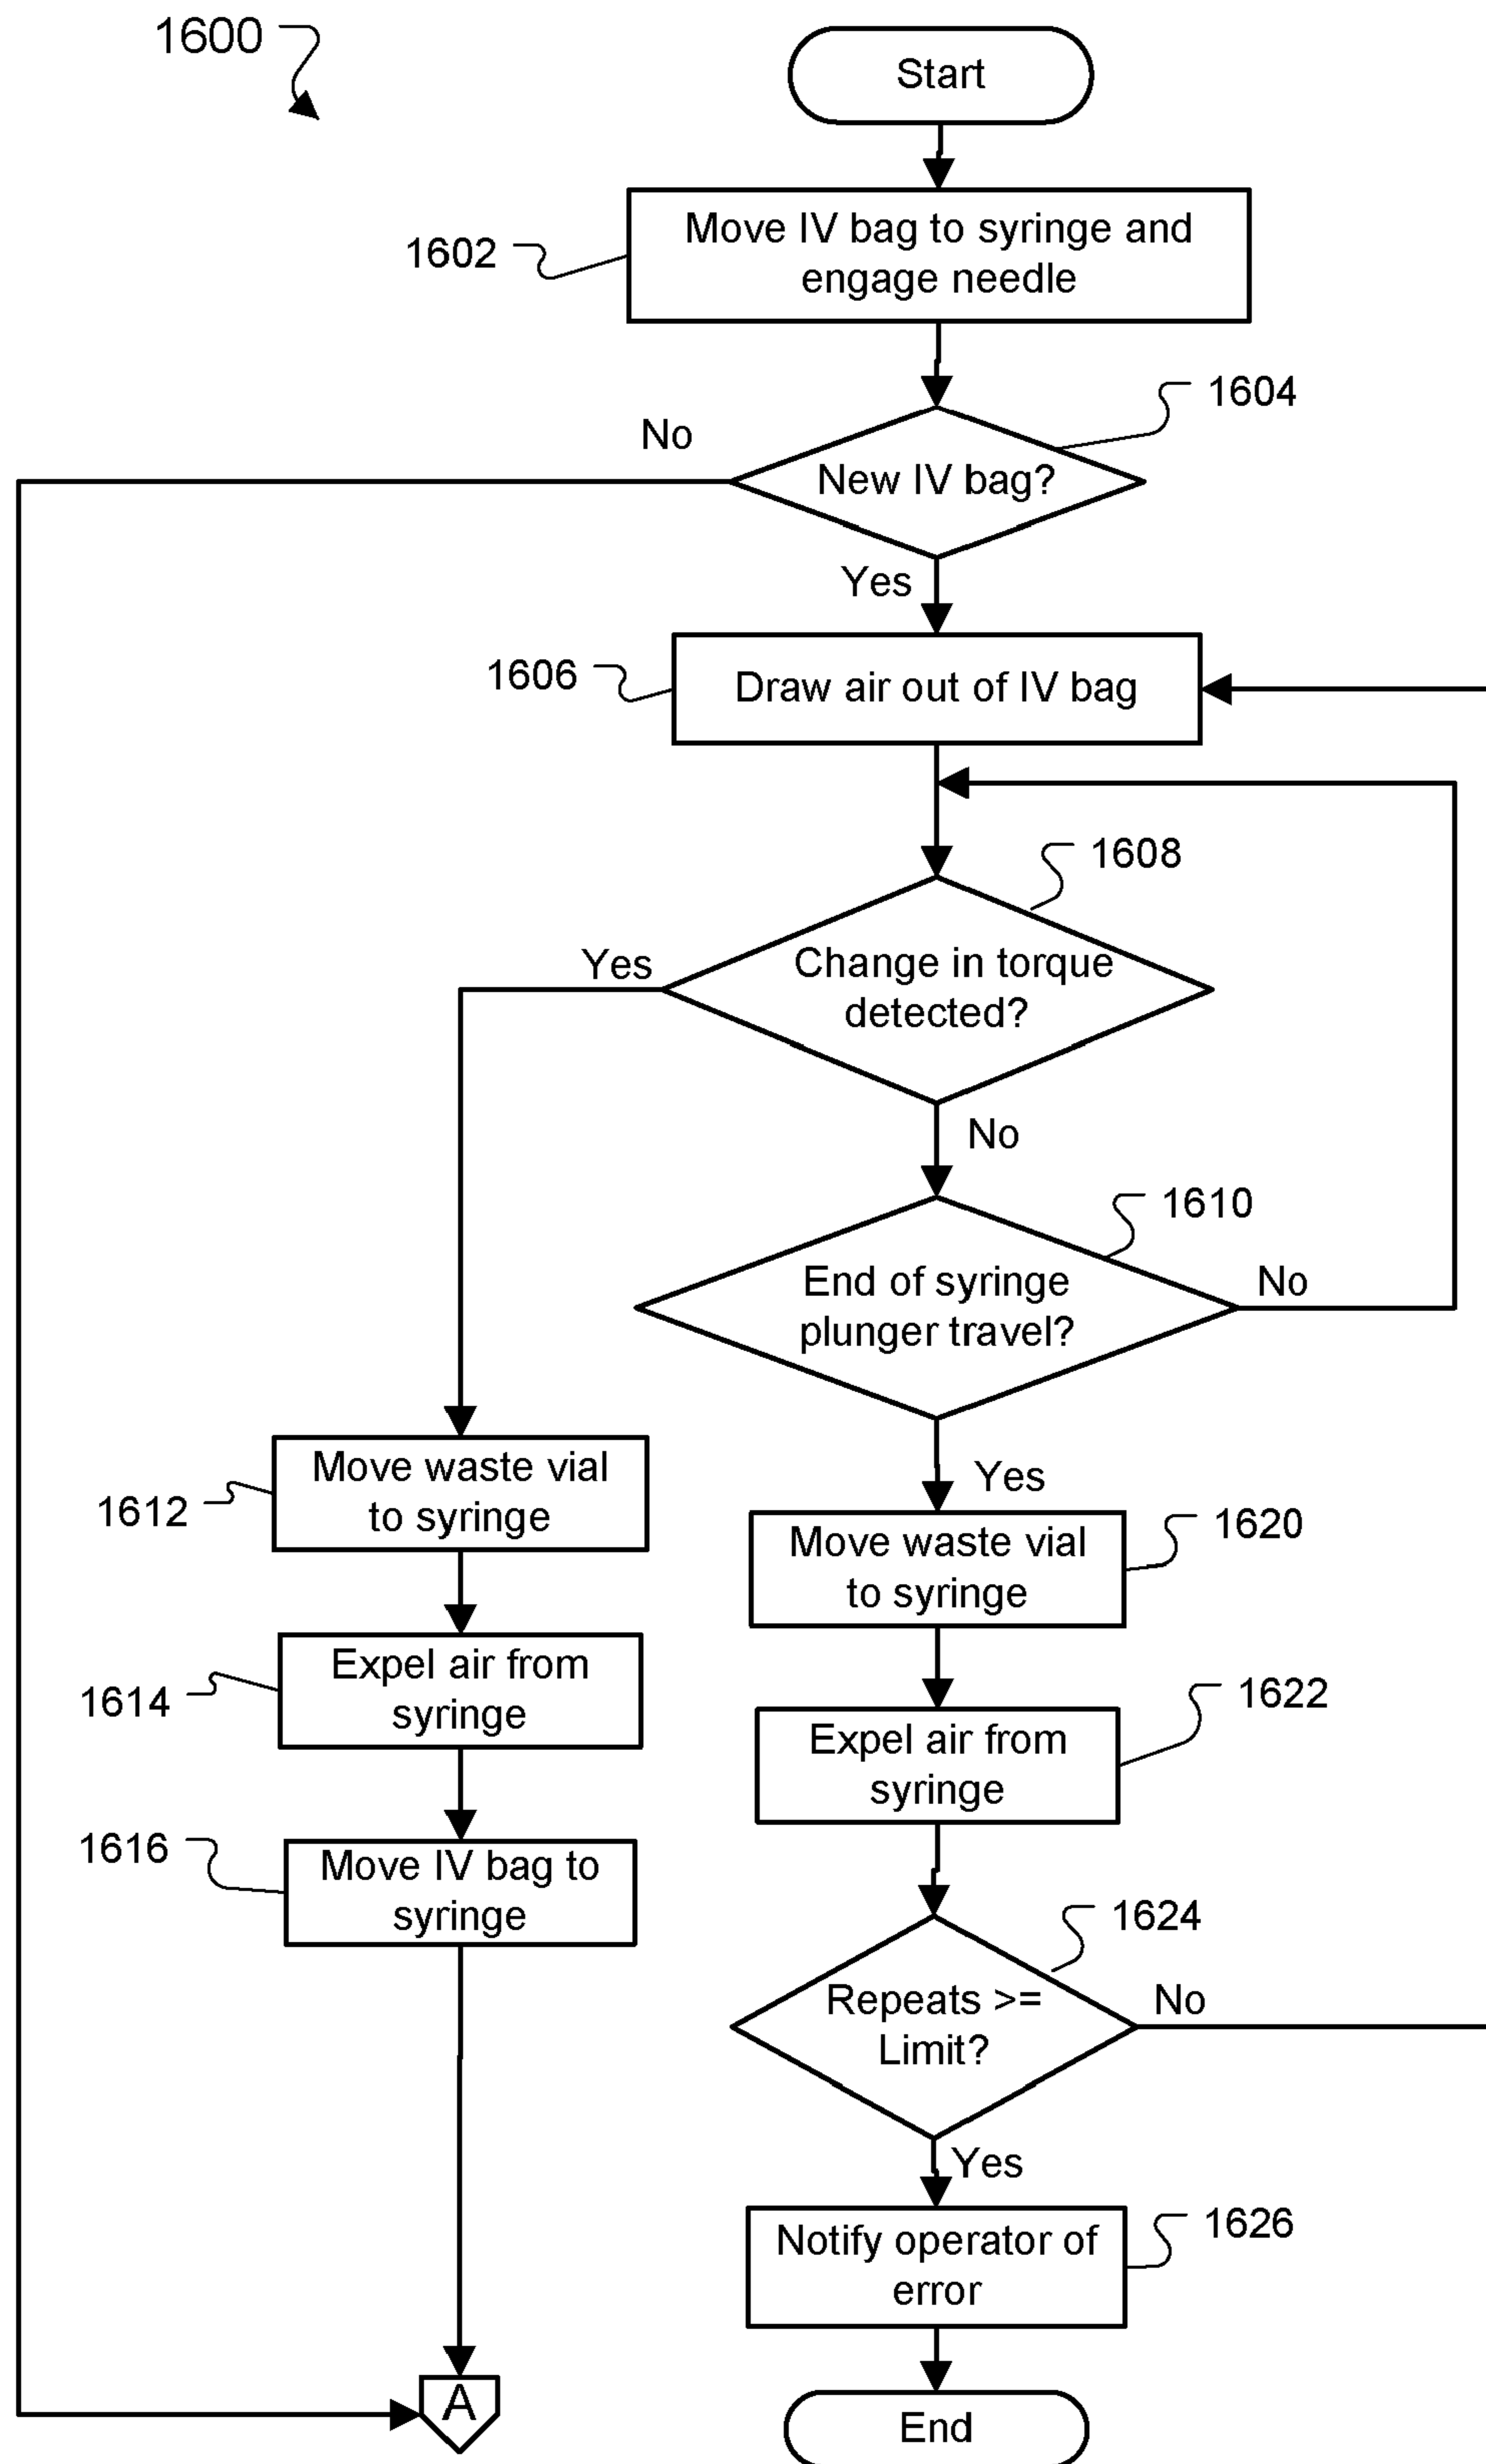 1600
Start
Move IV bag to syringe and
engage needle
1602
1604
No
New IV bag?
Yes
1606
Draw air out of IV bag
1608
Yes
Change in torque
detected?
No
1610
End of syringe
plunger travel?
No
Yes
Move waste vial
to syringe
1612
1620
Move waste vial
to syringe
Expel air from
syringe
1614
1622
Expel air from
syringe
1616
Move IV bag to
syringe
1624
Repeats >=
Limit?
No
Yes
1626
Notify operator of
error
A
End